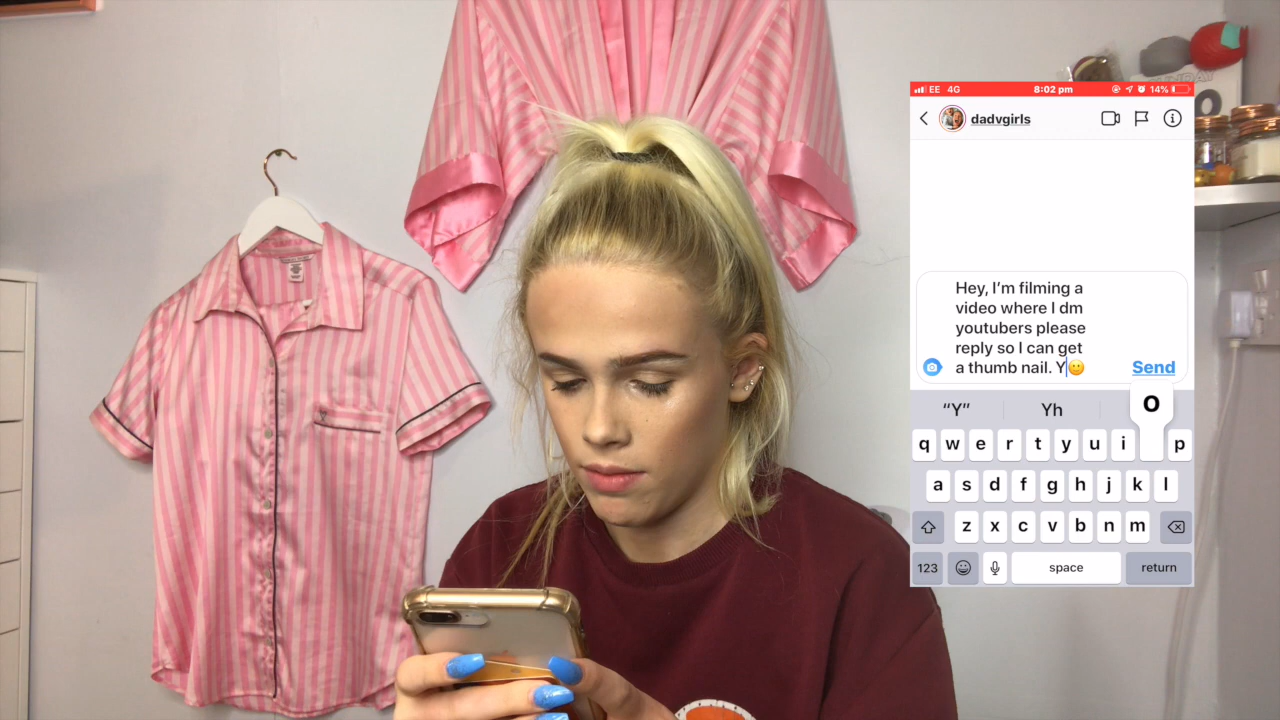 EE 4G 8:02 pm 14%
dadvgirls
Hey, I'm filming a
video where I dm
youtubers please
reply so I can get
a thumb nail. Y🙂
Send
“Y” Yh
o
q w e r t y u i p
a s d f g h j k l
z x c v b n m
123 space return